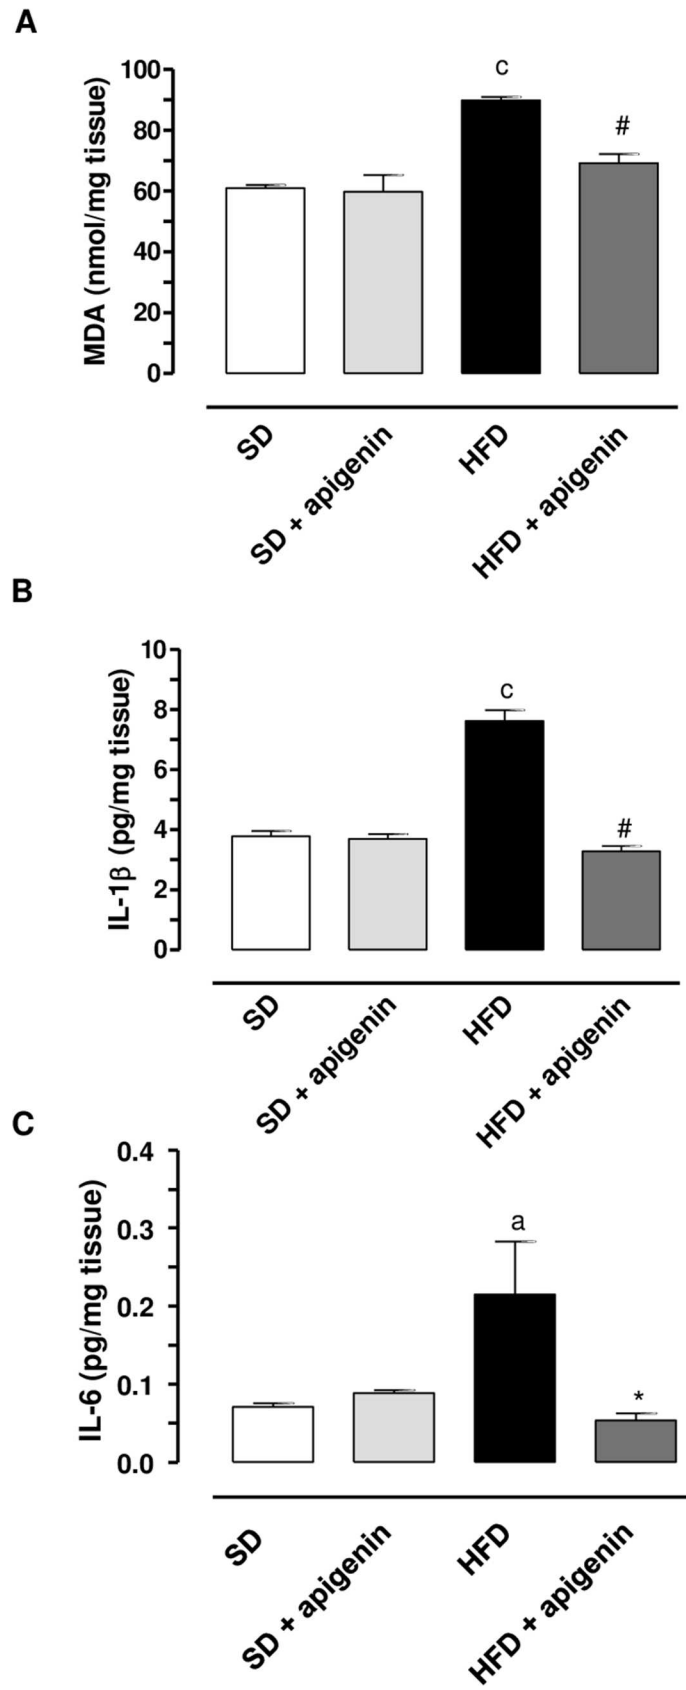 A
MDA (nmol/mg tissue)
100
80
60
40
20
0
c
#
SD
SD + apigenin
HFD
HFD + apigenin
B
IL-1β (pg/mg tissue)
10
8
6
4
2
0
c
#
SD
SD + apigenin
HFD
HFD + apigenin
C
IL-6 (pg/mg tissue)
0.4
0.3
0.2
0.1
0.0
a
*
SD
SD + apigenin
HFD
HFD + apigenin